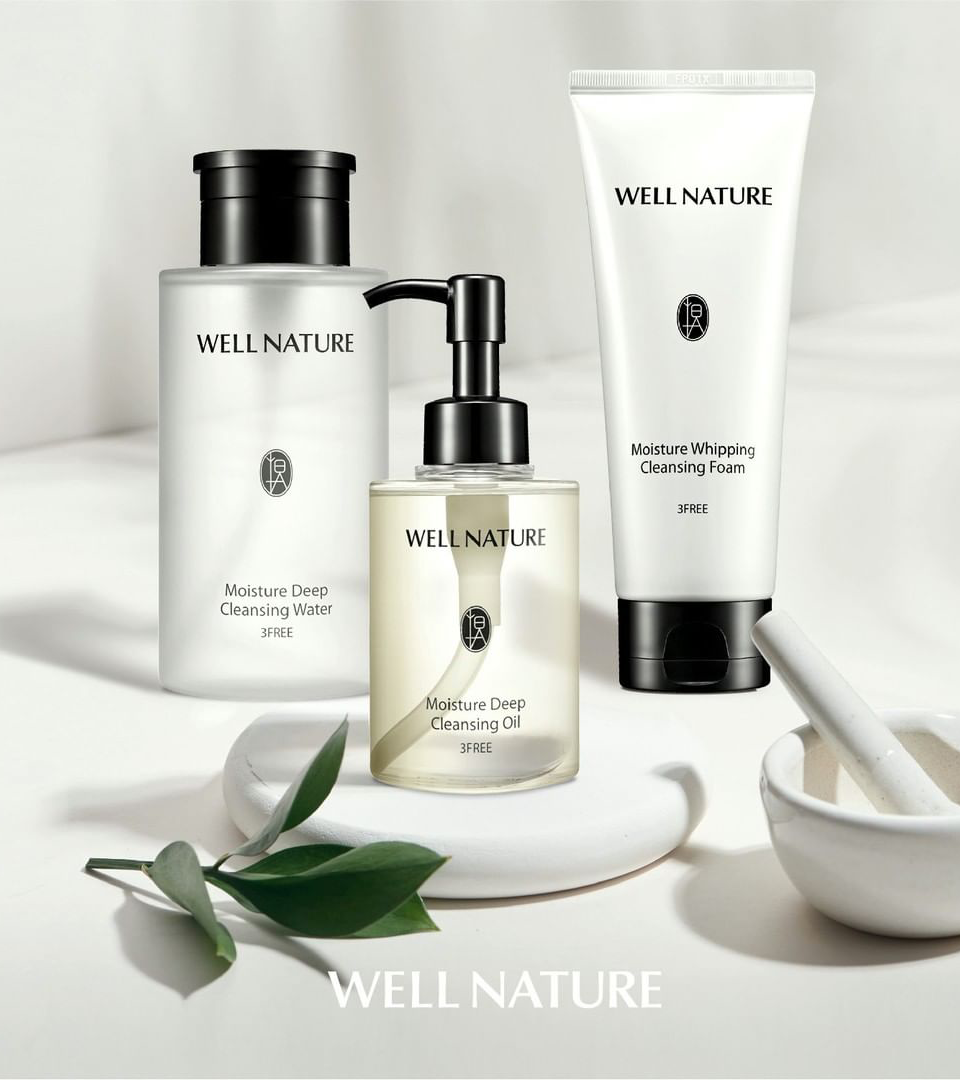 WELL NATURE
Moisture Deep
Cleansing Water
3FREE
WELL NATURE
Moisture Deep
Cleansing Oil
3FREE
WELL NATURE
Moisture Whipping
Cleansing Foam
3FREE
WELL NATURE